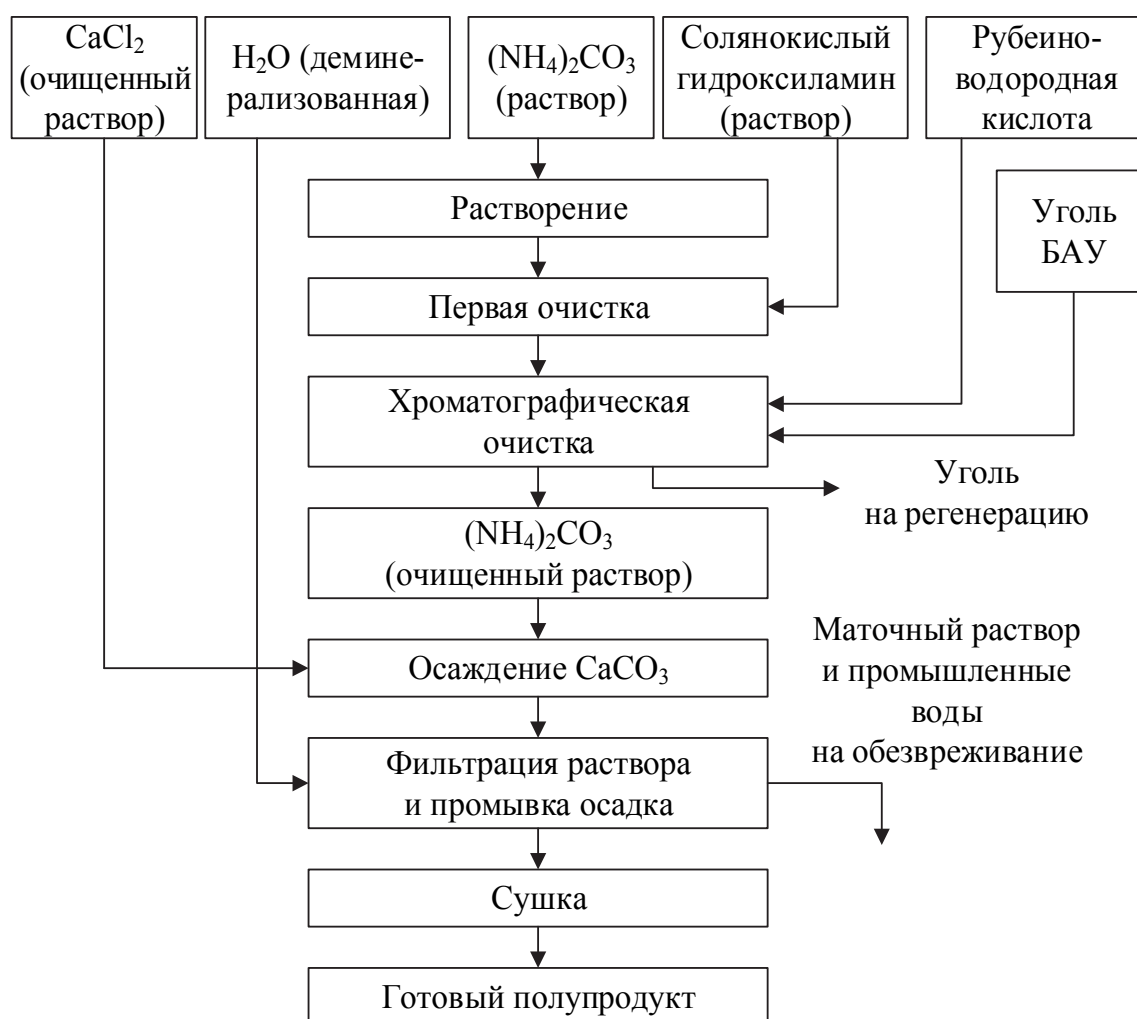 CaCl₂
(очищенный
раствор)
H₂O (демине-
рализованная)
(NH₄)₂CO₃
(раствор)
Солянокислый
гидроксиламин
(раствор)
Рубеино-
водородная
кислота
Растворение
Уголь
БАУ
Первая очистка
Хроматографическая
очистка
Уголь
на регенерацию
(NH₄)₂CO₃
(очищенный раствор)
Маточный раствор
и промышленные
воды
на обезвреживание
Осаждение CaCO₃
Фильтрация раствора
и промывка осадка
Сушка
Готовый полупродукт